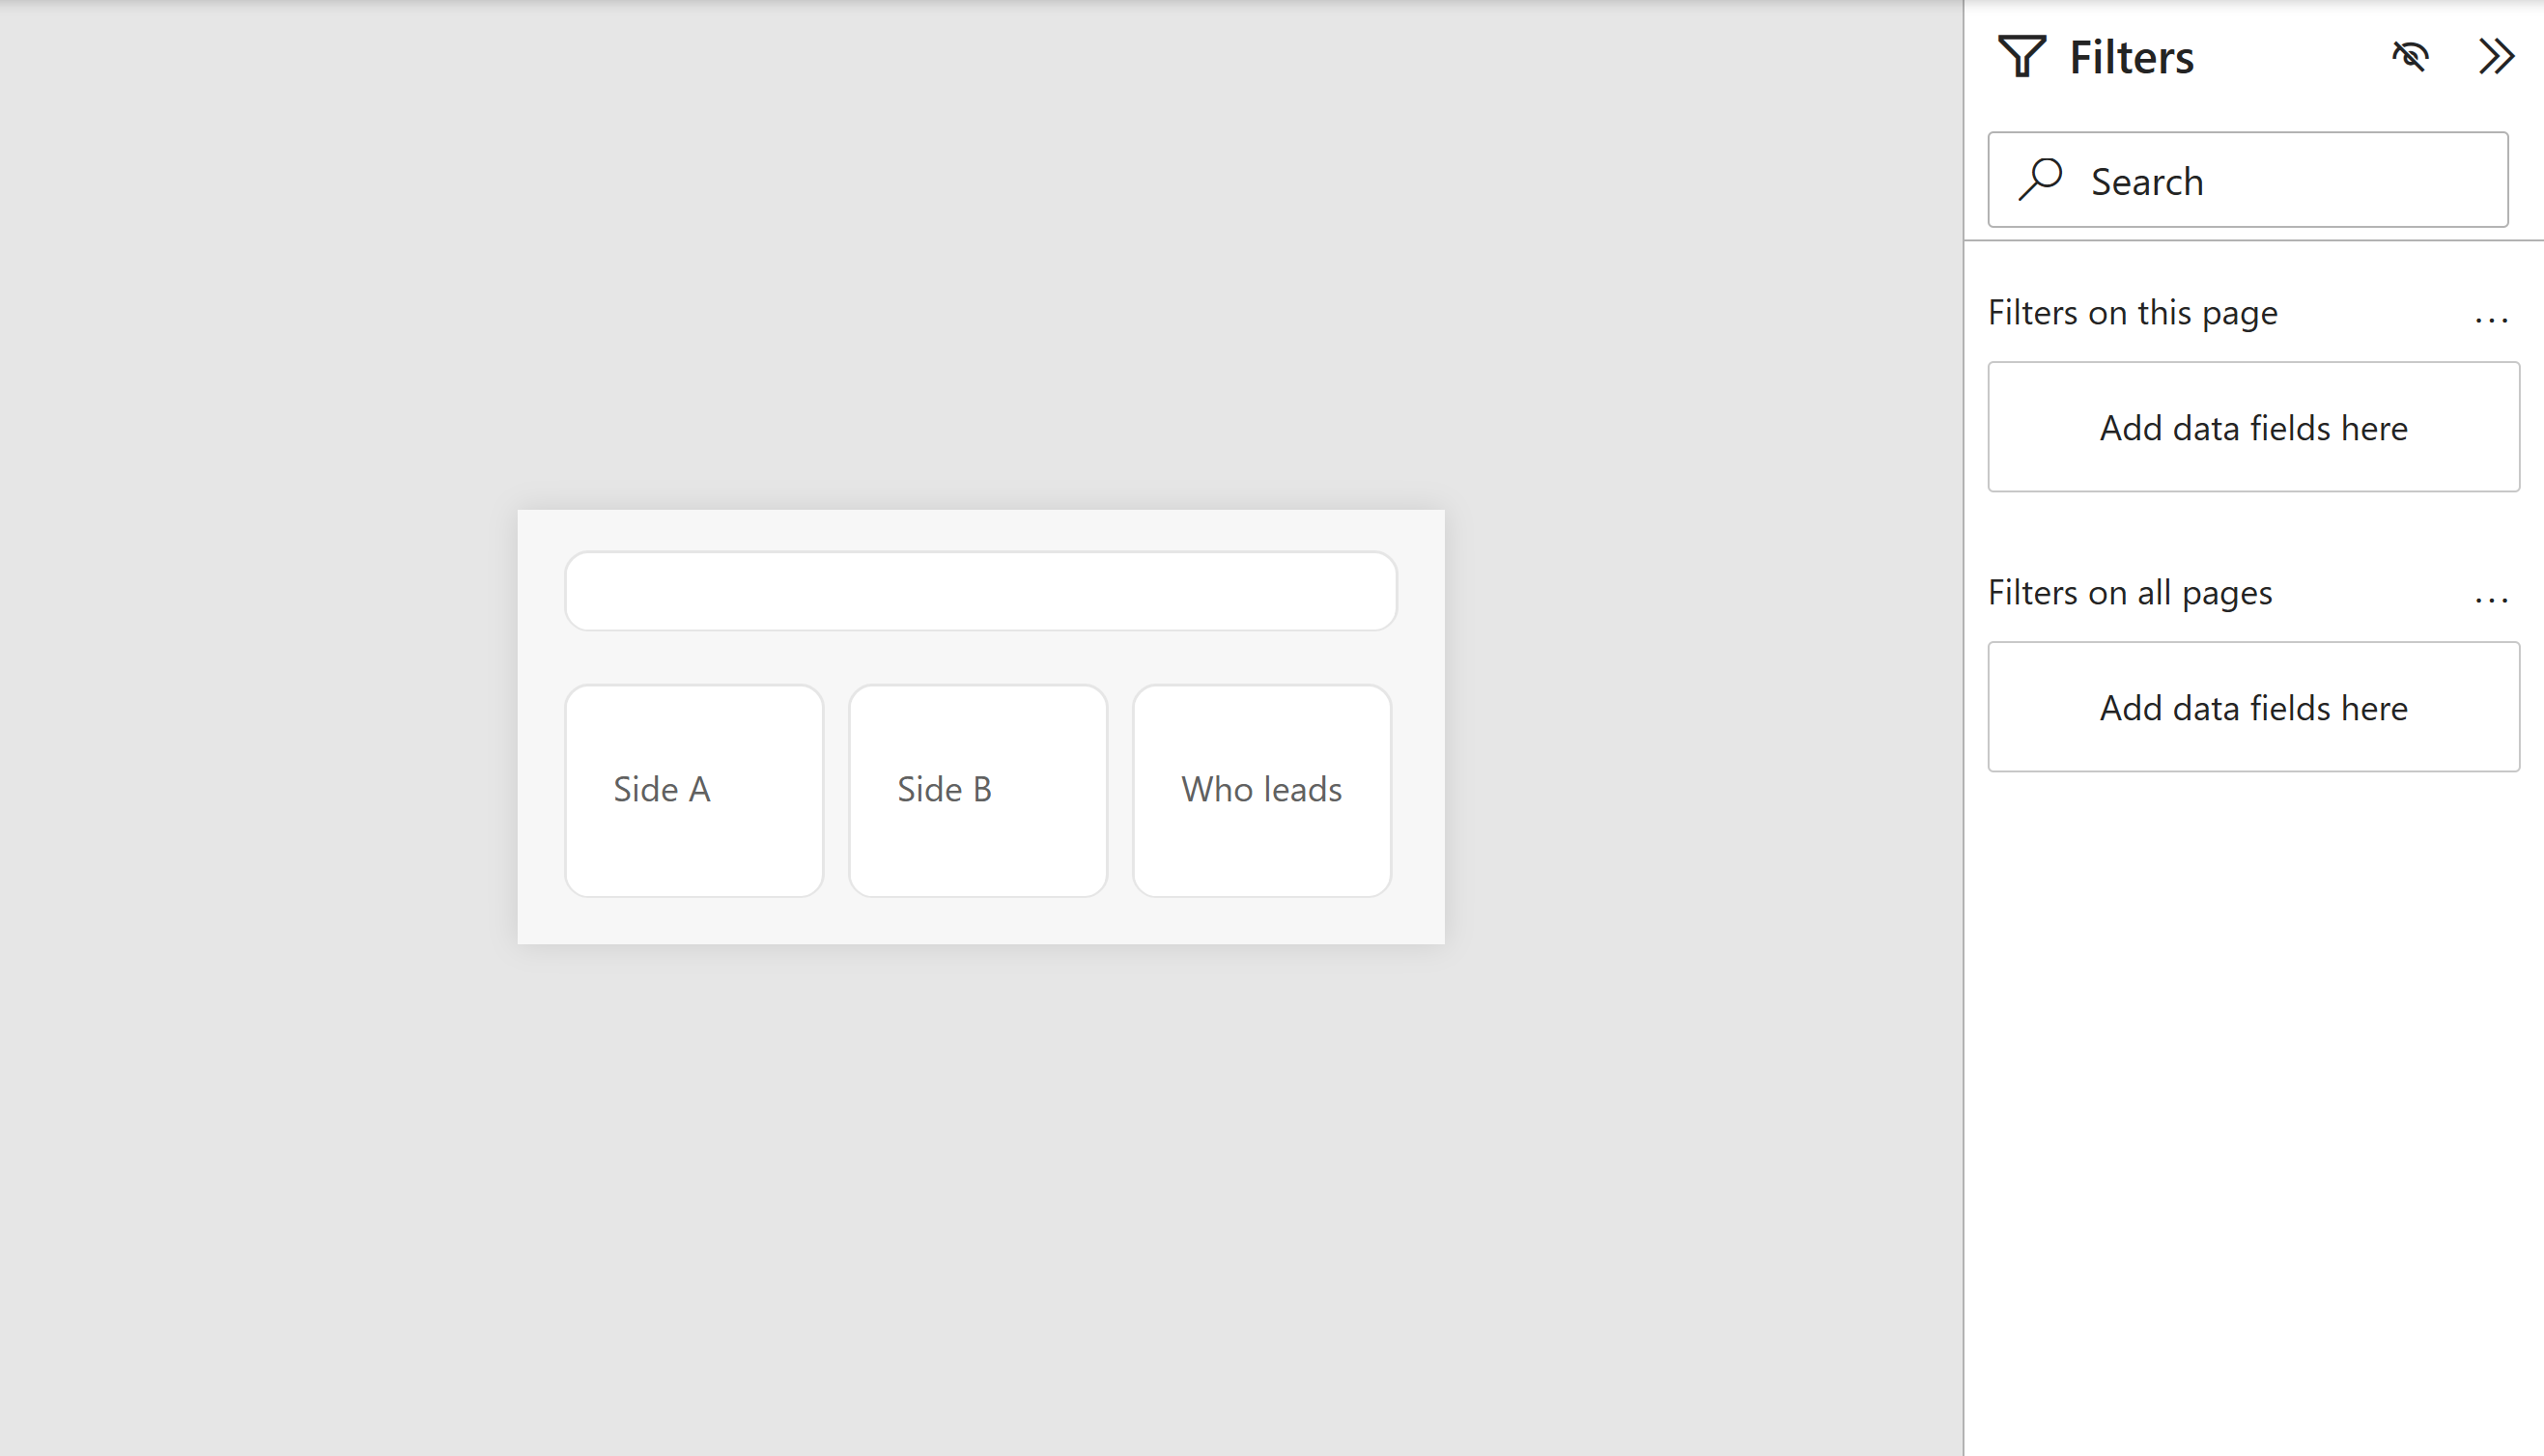 Filters
Search
Filters on this page
...
Add data fields here
Filters on all pages
...
Add data fields here
Side A
Side B
Who leads